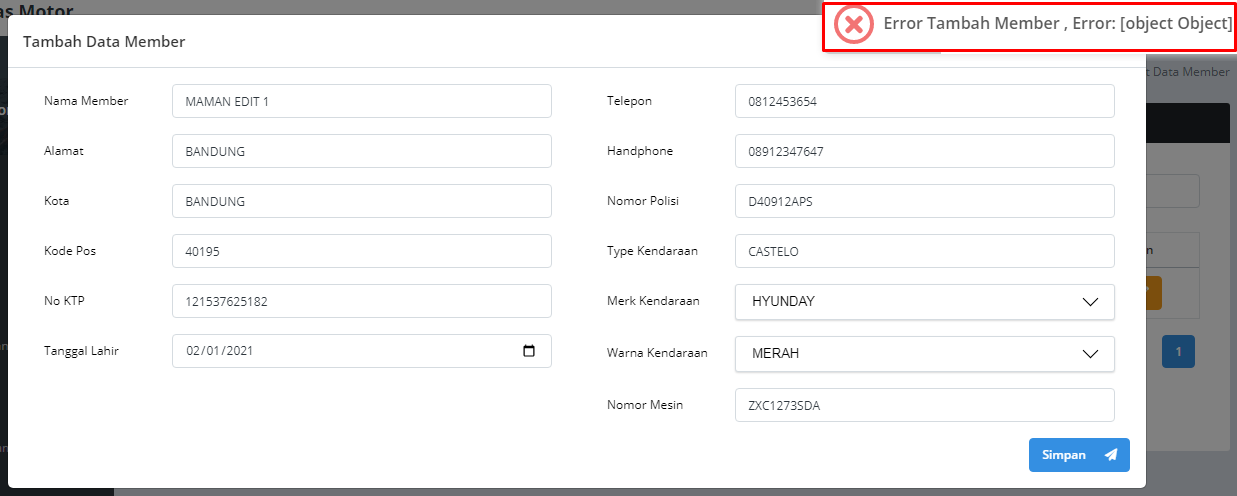 as Motor
Error Tambah Member , Error: [object Object]
Tambah Data Member
t Data Member
Nama Member
MAMAN EDIT 1
Telepon
0812453654
Alamat
BANDUNG
Handphone
08912347647
Kota
BANDUNG
Nomor Polisi
D40912APS
Kode Pos
40195
Type Kendaraan
CASTELO
No KTP
121537625182
Merk Kendaraan
HYUNDAY
Tanggal Lahir
02/01/2021
Warna Kendaraan
MERAH
1
Nomor Mesin
ZXC1273SDA
Simpan